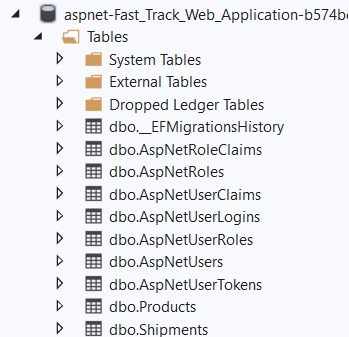 aspnet-Fast_Track_Web_Application-b574b
Tables
System Tables
External Tables
Dropped Ledger Tables
dbo.__EFMigrationsHistory
dbo.AspNetRoleClaims
dbo.AspNetRoles
dbo.AspNetUserClaims
dbo.AspNetUserLogins
dbo.AspNetUserRoles
dbo.AspNetUsers
dbo.AspNetUserTokens
dbo.Products
dbo.Shipments